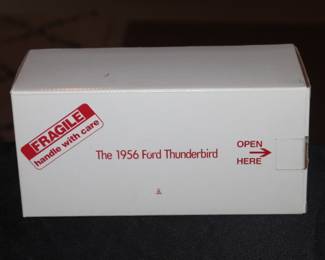 FRAGILE
handle with care
The 1956 Ford Thunderbird
OPEN
HERE